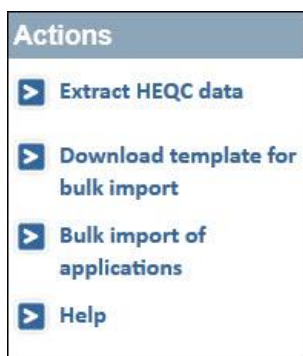 Actions
Extract HEQC data
Download template for
bulk import
Bulk import of
applications
Help